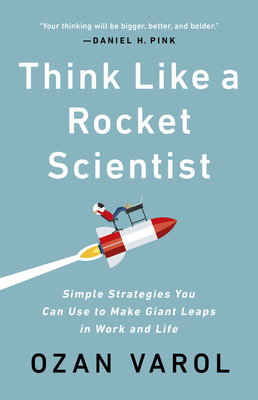 "Your thinking will be bigger, better, and bolder."
—DANIEL H. PINK
Think Like a
Rocket
Scientist
Simple Strategies You
Can Use to Make Giant Leaps
in Work and Life
OZAN VAROL